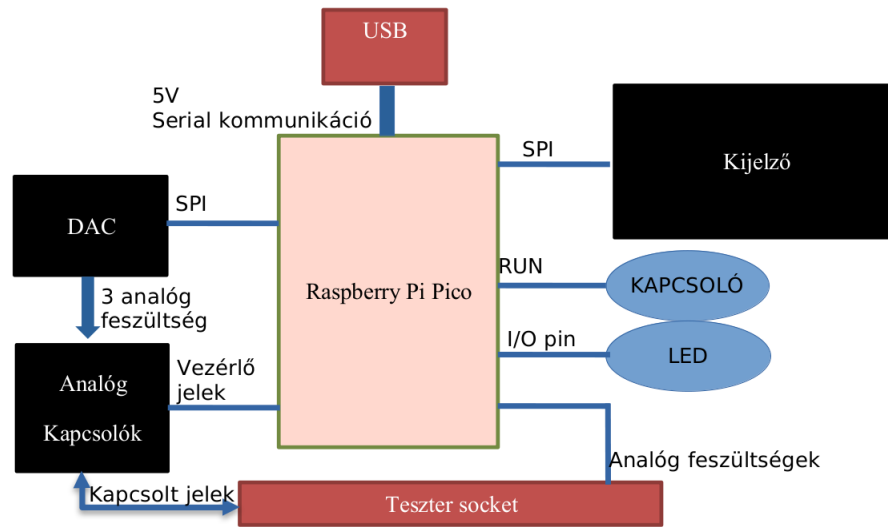 USB
5V
Serial kommunikáció
SPI
Kijelző
SPI
DAC
RUN
KAPCSOLÓ
Raspberry Pi Pico
3 analóg
feszültség
I/O pin
LED
Vezérlő
jelek
Analóg
Kapcsolók
Analóg feszültségek
Kapcsolt jelek
Teszter socket